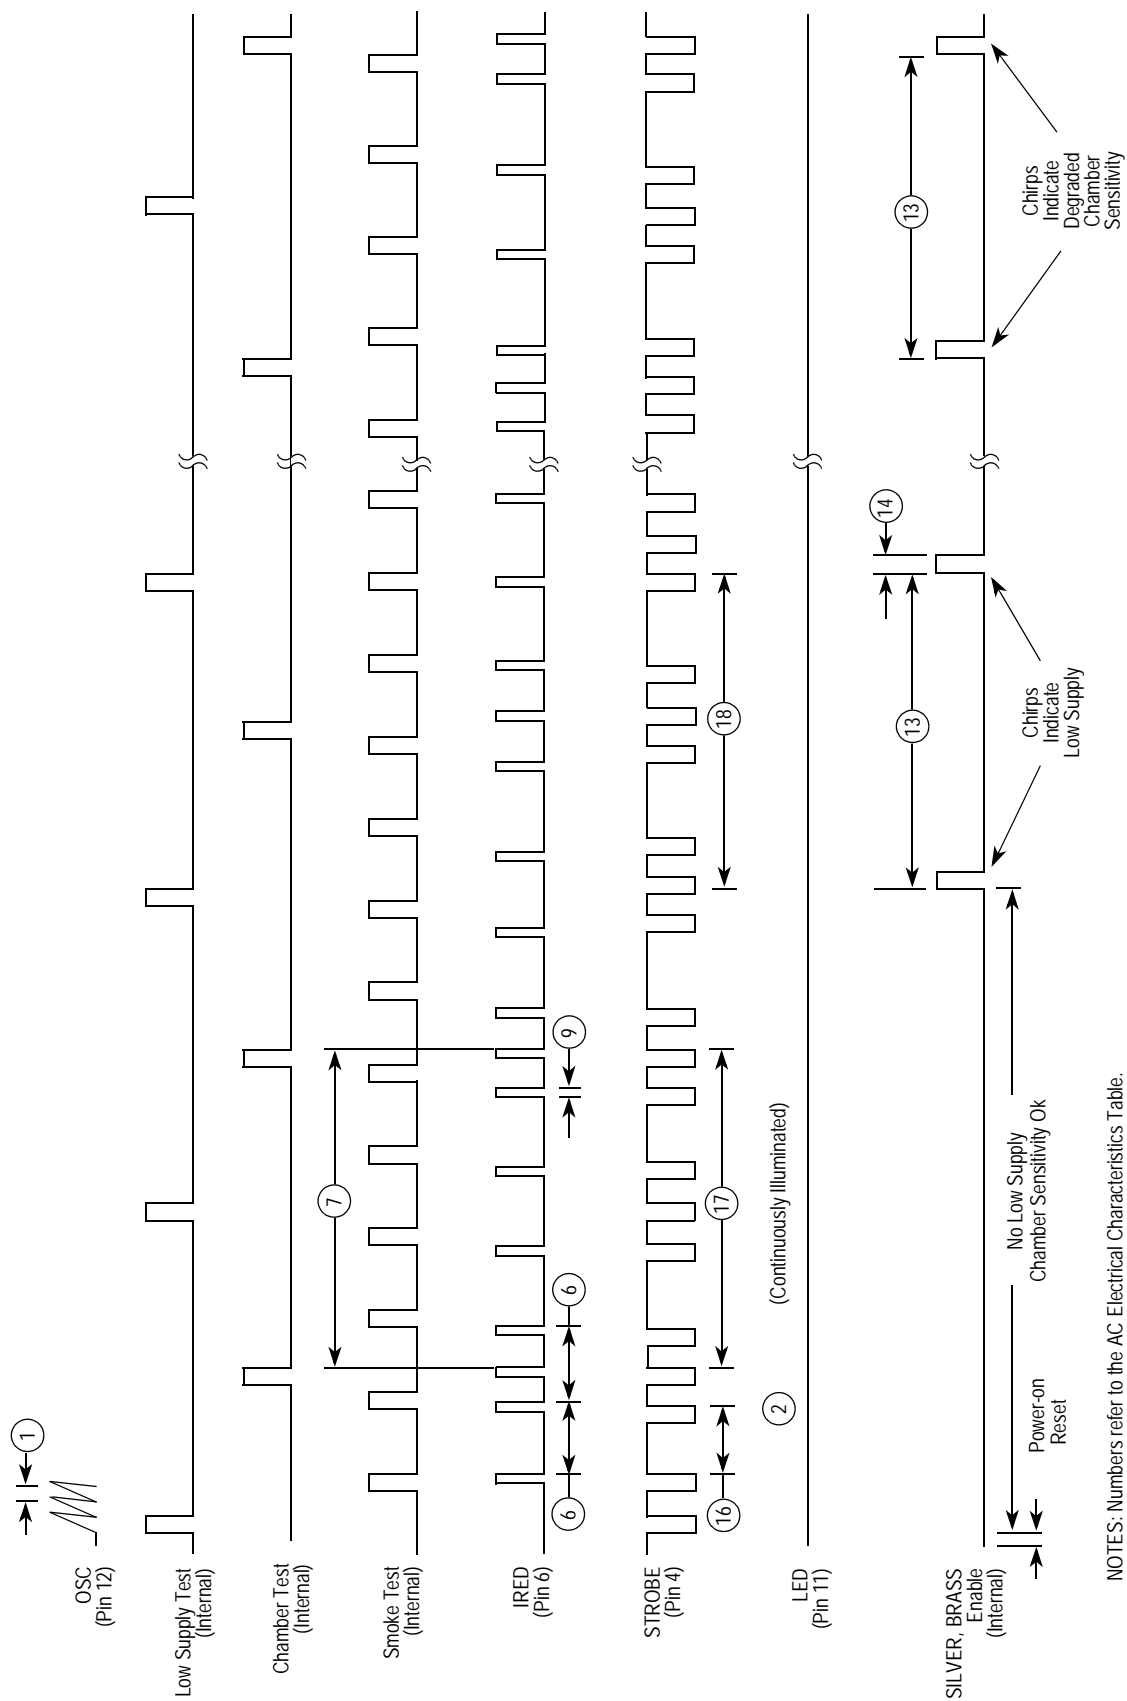 OSC
(Pin 12)
1
Low Supply Test
(Internal)
Chamber Test
(Internal)
7
Smoke Test
(Internal)
IRED
(Pin 6)
6
6
9
STROBE
(Pin 4)
16
17
18
LED
(Pin 11)
2
(Continuously Illuminated)
SILVER, BRASS
Enable
(Internal)
13
14
13
Power-on
Reset
No Low Supply
Chamber Sensitivity Ok
Chirps
Indicate
Low Supply
Chirps
Indicate
Degraded
Chamber
Sensitivity
NOTES: Numbers refer to the AC Electrical Characteristics Table.